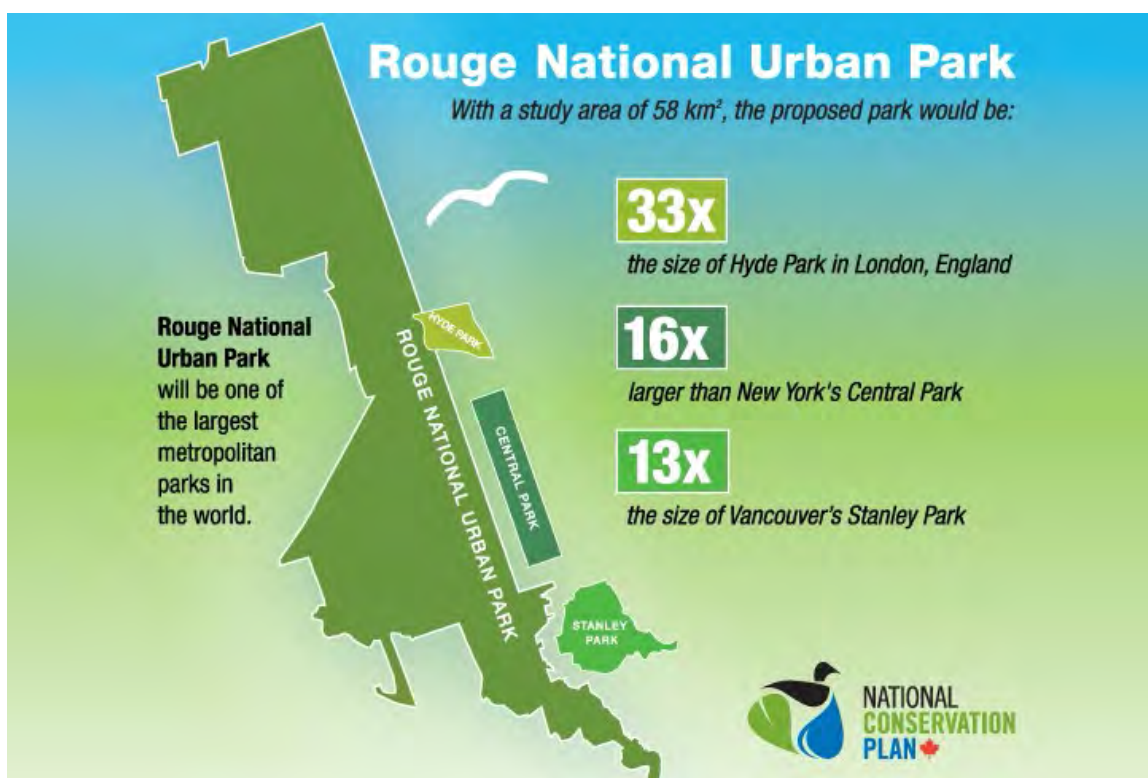 Rouge National Urban Park
With a study area of 58 km², the proposed park would be:
33x
the size of Hyde Park in London, England
HYDE PARK
Rouge National
Urban Park
will be one of
the largest
metropolitan
parks in
the world.
ROUGE NATIONAL URBAN PARK
16x
larger than New York's Central Park
CENTRAL PARK
13x
the size of Vancouver's Stanley Park
STANLEY
PARK
NATIONAL
CONSERVATION
PLAN